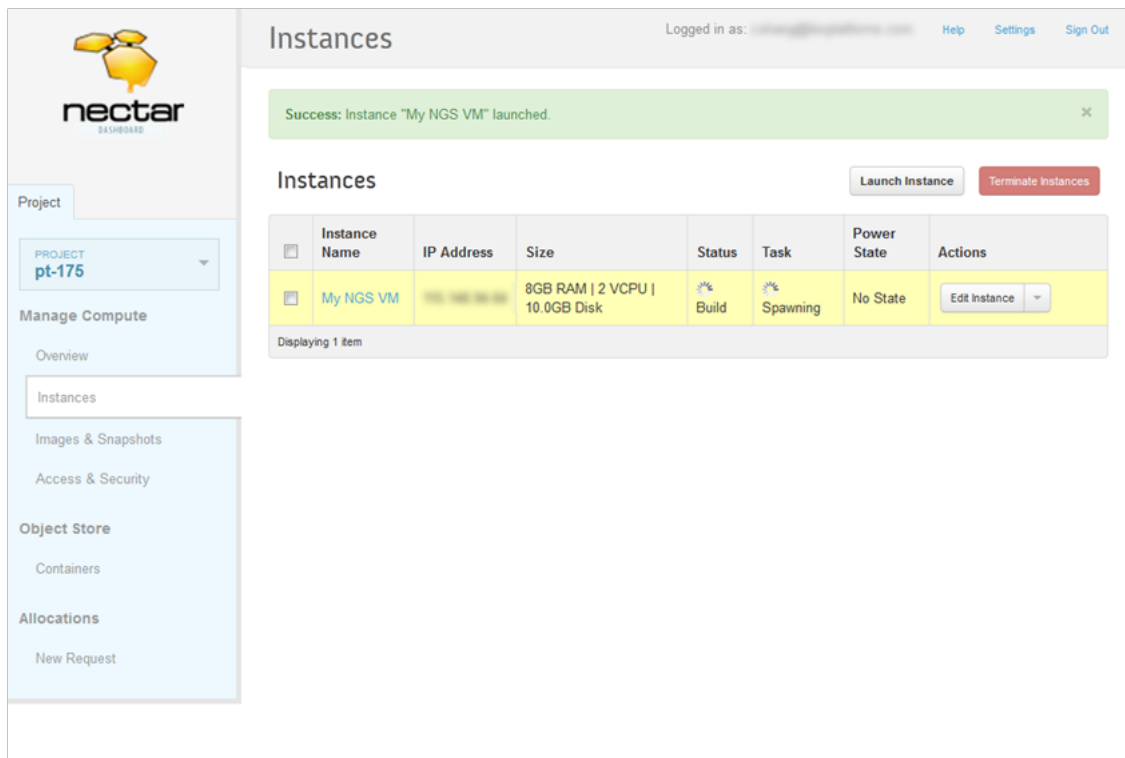 nectar
DASHBOARD
Project
PROJECT
pt-175
Manage Compute
Overview
Instances
Images & Snapshots
Access & Security
Object Store
Containers
Allocations
New Request
Instances
Logged in as:
Help
Settings
Sign Out
Success: Instance "My NGS VM" launched.
×
Instances
Launch Instance
Terminate Instances
Instance Name
IP Address
Size
Status
Task
Power State
Actions
My NGS VM
8GB RAM | 2 VCPU | 10.0GB Disk
Build
Spawning
No State
Edit Instance
Displaying 1 item